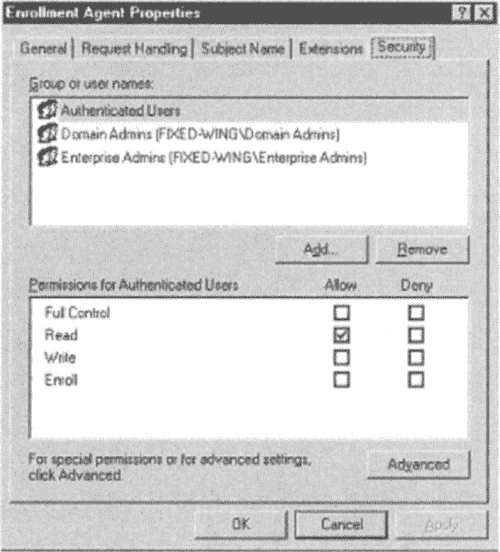 Enrollment Agent Properties
General Request Handling Subject Name Extensions Security
Group or user names:
Authenticated Users
Domain Admins (FIXED-WING\Domain Admins)
Enterprise Admins (FIXED-WING\Enterprise Admins)
Add... Remove
Permissions for Authenticated Users Allow Deny
Full Control
Read
Write
Enroll
For special permissions or for advanced settings,
click Advanced.
Advanced
OK Cancel Apply